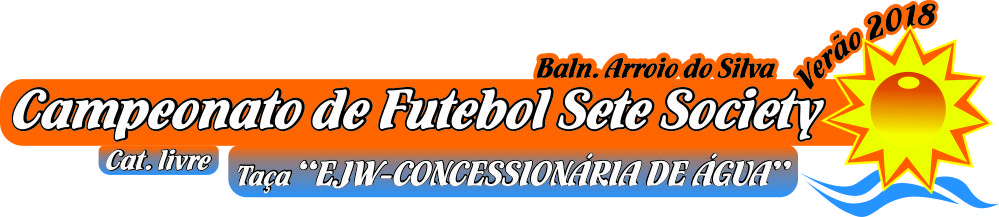 Verão 2018
Baln. Arroio do Silva
Campeonato de Futebol Sete Society
Cat. livre
Taça “EJW-CONCESSIONÁRIA DE ÁGUA”